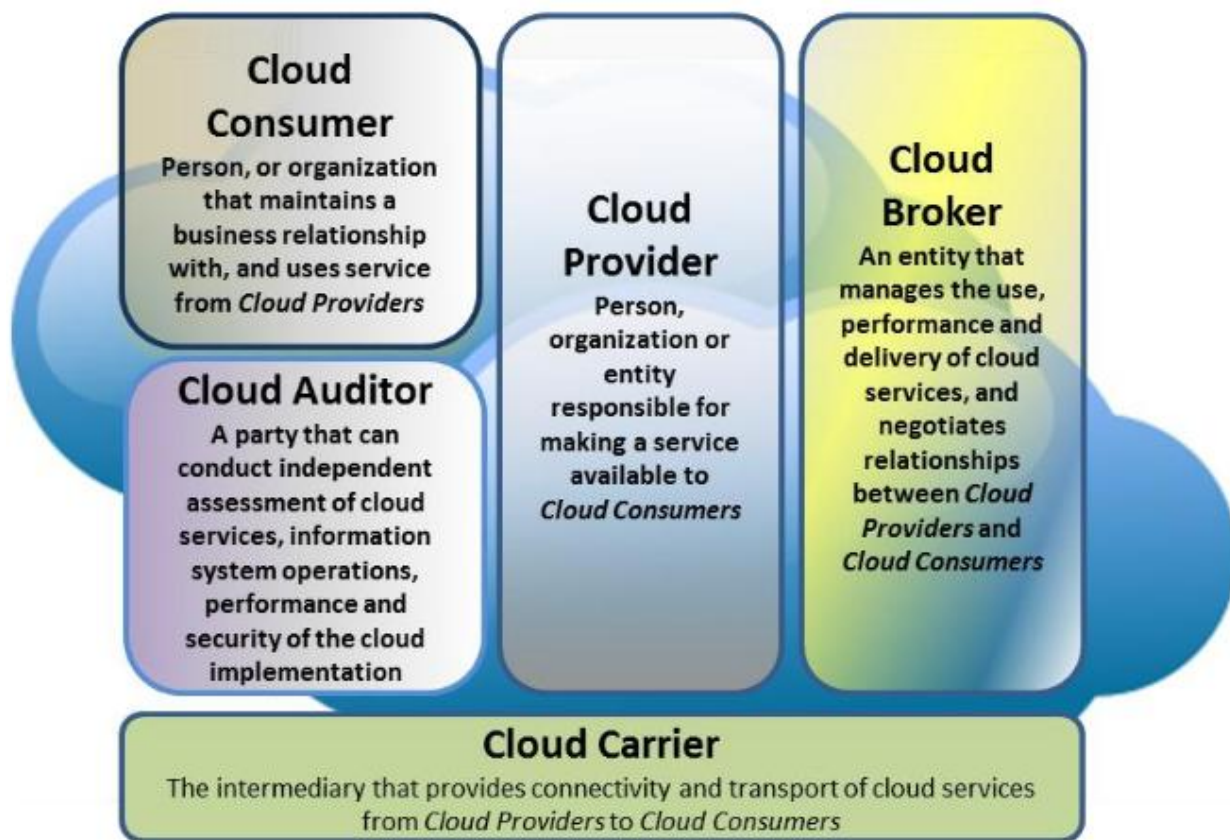 Cloud
Consumer
Person, or organization
that maintains a
business relationship
with, and uses service
from Cloud Providers
Cloud Auditor
A party that can
conduct independent
assessment of cloud
services, information
system operations,
performance and
security of the cloud
implementation
Cloud
Provider
Person,
organization or
entity
responsible for
making a service
available to
Cloud Consumers
Cloud
Broker
An entity that
manages the use,
performance and
delivery of cloud
services, and
negotiates
relationships
between Cloud
Providers and
Cloud Consumers
Cloud Carrier
The intermediary that provides connectivity and transport of cloud services
from Cloud Providers to Cloud Consumers